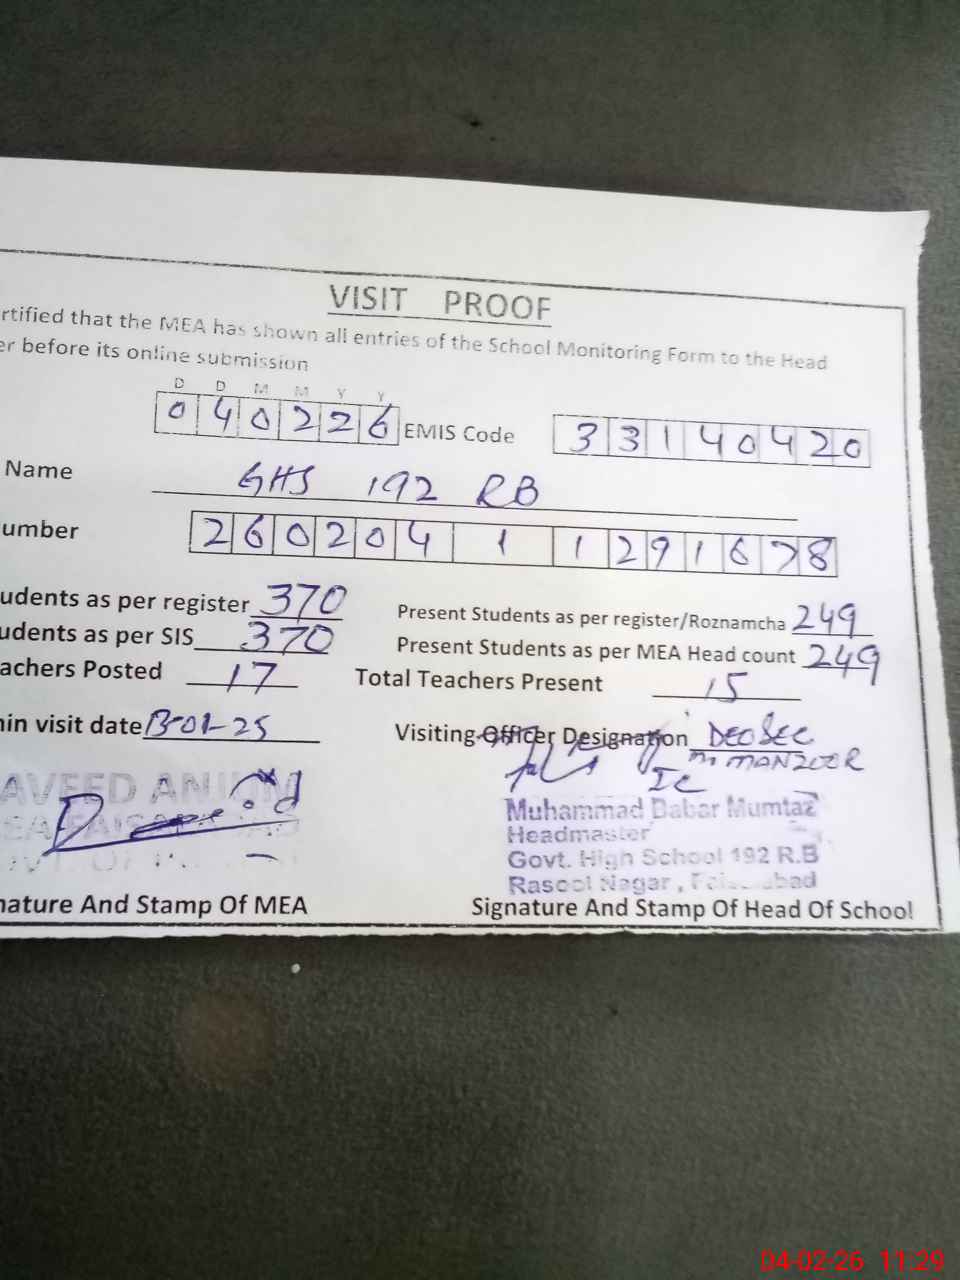 VISIT PROOF
rtified that the MEA has shown all entries of the School Monitoring Form to the Head
er before its online submission
D D M M Y Y
040226 EMIS Code 33140420
Name GHS 192 RB
umber 260204 1 1291678
udents as per register 370 Present Students as per register/Roznamcha 249
udents as per SIS 370 Present Students as per MEA Head count 249
achers Posted 17 Total Teachers Present 15
in visit date 13-01-25 Visiting Officer Designation DEO SEC
M MANZOOR
Muhammad Babar Mumtaz
Headmaster
Govt. High School 192 R.B
Rasool Nagar,
nature And Stamp Of MEA Signature And Stamp Of Head Of School
04-02-26 11:29